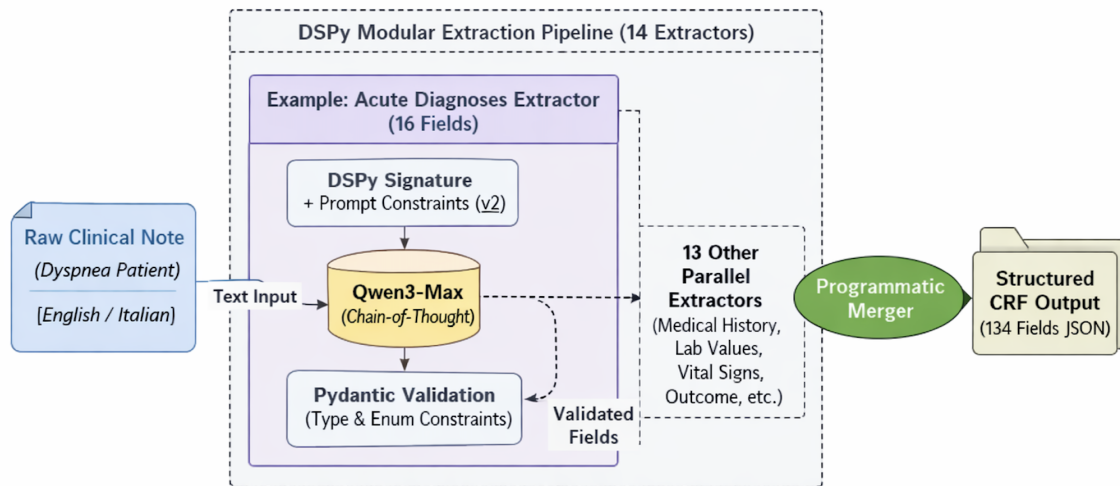 DSPy Modular Extraction Pipeline (14 Extractors)
Example: Acute Diagnoses Extractor
(16 Fields)
DSPy Signature
+ Prompt Constraints (v2)
Raw Clinical Note
(Dyspnea Patient)
[English / Italian]
Text Input
Qwen3-Max
(Chain-of-Thought)
Pydantic Validation
(Type & Enum Constraints)
Validated
Fields
13 Other
Parallel
Extractors
(Medical History,
Lab Values,
Vital Signs,
Outcome, etc.)
Programmatic
Merger
Structured
CRF Output
(134 Fields JSON)